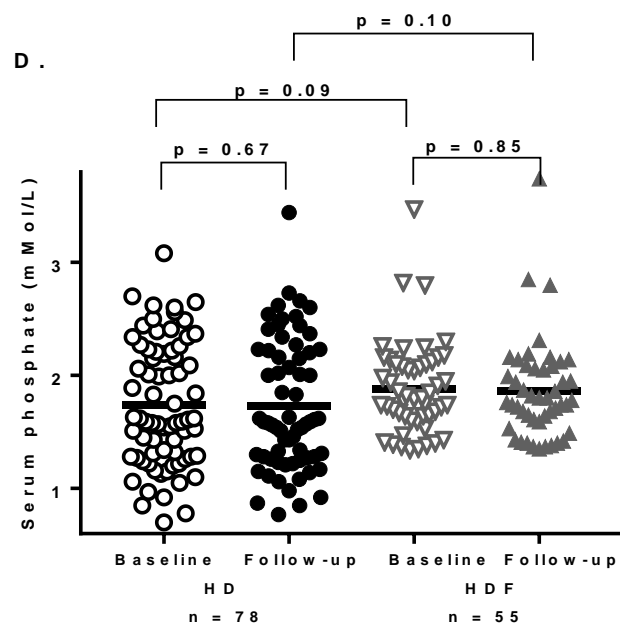 p = 0.10
D.
p = 0.09
p = 0.67
p = 0.85
Serum phosphate (mMol/L)
3
2
1
Baseline Follow-up Baseline Follow-up
HD HDF
n = 78 n = 55